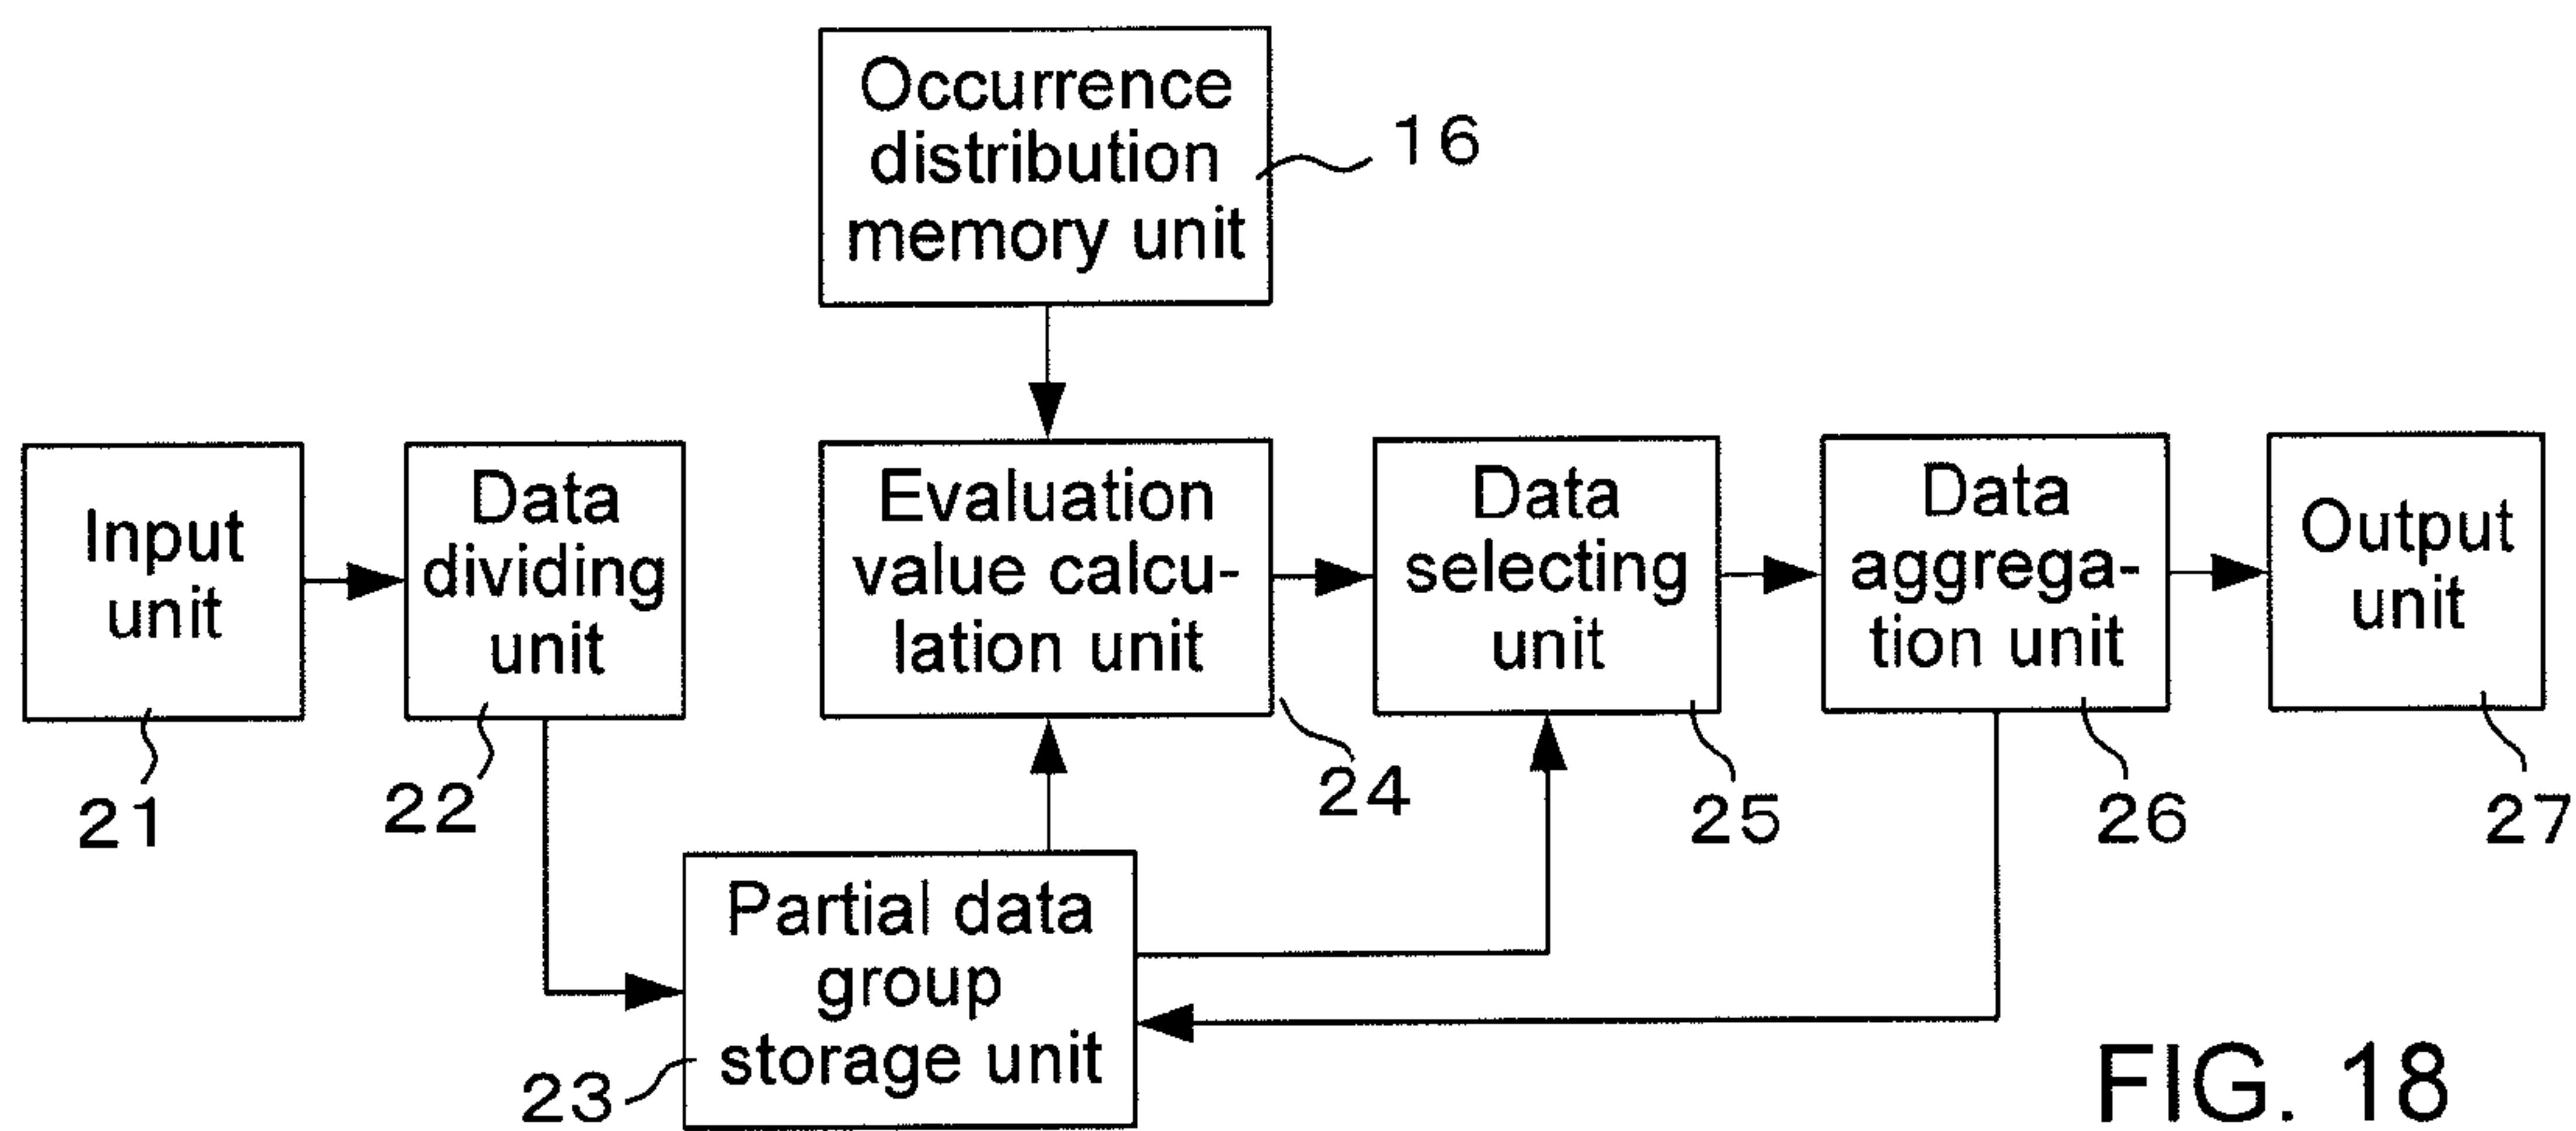 Occurrence
distribution
memory unit
16
Input
unit
21
Data
dividing
unit
22
Evaluation
value calcu-
lation unit
24
Data
selecting
unit
25
Data
aggrega-
tion unit
26
Output
unit
27
Partial data
group
storage unit
23
FIG. 18